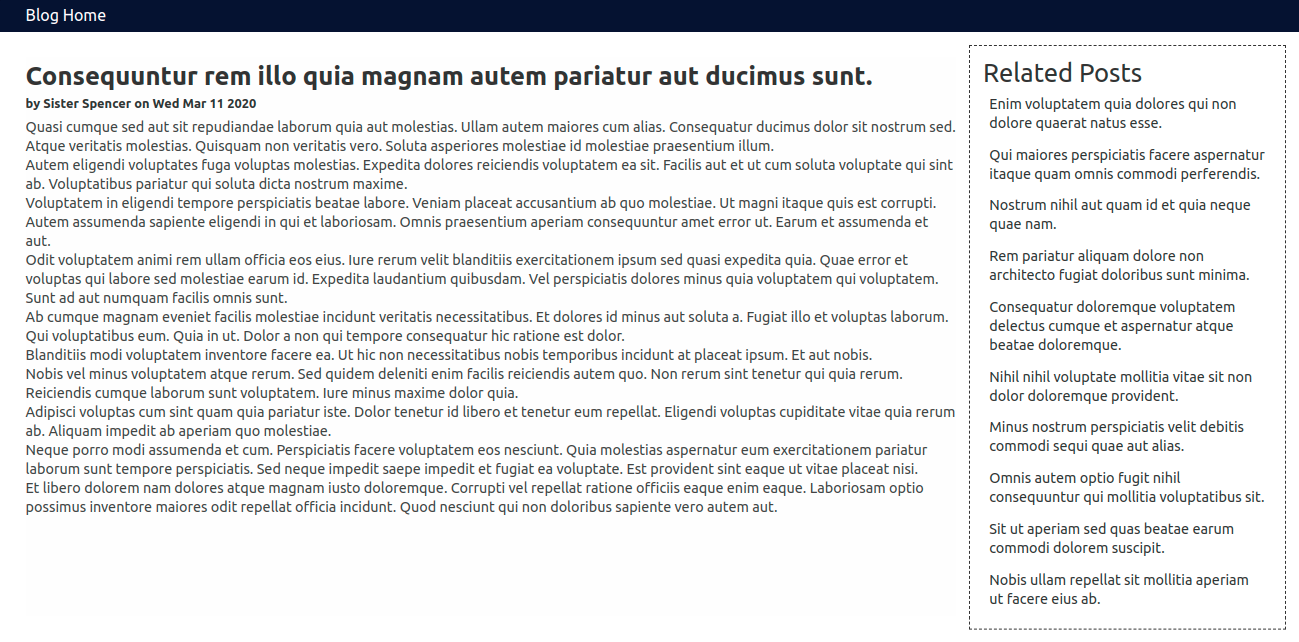 Blog Home
Consequuntur rem illo quia magnam autem pariatur aut ducimus sunt.
by Sister Spencer on Wed Mar 11 2020
Quasi cumque sed aut sit repudiandae laborum quia aut molestias. Ullam autem maiores cum alias. Consequatur ducimus dolor sit nostrum sed.
Atque veritatis molestias. Quisquam non veritatis vero. Soluta asperiores molestiae id molestiae praesentium illum.
Autem eligendi voluptates fuga voluptas molestias. Expedita dolores reiciendis voluptatem ea sit. Facilis aut et ut cum soluta voluptate qui sint
ab. Voluptatibus pariatur qui soluta dicta nostrum maxime.
Voluptatem in eligendi tempore perspiciatis beatae labore. Veniam placeat accusantium ab quo molestiae. Ut magni itaque quis est corrupti.
Autem assumenda sapiente eligendi in qui et laboriosam. Omnis praesentium aperiam consequuntur amet error ut. Earum et assumenda et
aut.
Odit voluptatem animi rem ullam officia eos eius. Iure rerum velit blanditiis exercitationem ipsum sed quasi expedita quia. Quae error et
voluptas qui labore sed molestiae earum id. Expedita laudantium quibusdam. Vel perspiciatis dolores minus quia voluptatem qui voluptatem.
Sunt ad aut numquam facilis omnis sunt.
Ab cumque magnam eveniet facilis molestiae incidunt veritatis necessitatibus. Et dolores id minus aut soluta a. Fugiat illo et voluptas laborum.
Qui voluptatibus eum. Quia in ut. Dolor a non qui tempore consequatur hic ratione est dolor.
Blanditiis modi voluptatem inventore facere ea. Ut hic non necessitatibus nobis temporibus incidunt at placeat ipsum. Et aut nobis.
Nobis vel minus voluptatem atque rerum. Sed quidem deleniti enim facilis reiciendis autem quo. Non rerum sint tenetur qui quia rerum.
Reiciendis cumque laborum sunt voluptatem. Iure minus maxime dolor quia.
Adipisci voluptas cum sint quam quia pariatur iste. Dolor tenetur id libero et tenetur eum repellat. Eligendi voluptas cupiditate vitae quia rerum
ab. Aliquam impedit ab aperiam quo molestiae.
Neque porro modi assumenda et cum. Perspiciatis facere voluptatem eos nesciunt. Quia molestias aspernatur eum exercitationem pariatur
laborum sunt tempore perspiciatis. Sed neque impedit saepe impedit et fugiat ea voluptate. Est provident sint eaque ut vitae placeat nisi.
Et libero dolorem nam dolores atque magnam iusto doloremque. Corrupti vel repellat ratione officiis eaque enim eaque. Laboriosam optio
possimus inventore maiores odit repellat officia incidunt. Quod nesciunt qui non doloribus sapiente vero autem aut.
Related Posts
Enim voluptatem quia dolores qui non
dolore quaerat natus esse.
Qui maiores perspiciatis facere aspernatur
itaque quam omnis commodi perferendis.
Nostrum nihil aut quam id et quia neque
quae nam.
Rem pariatur aliquam dolore non
architecto fugiat doloribus sunt minima.
Consequatur doloremque voluptatem
delectus cumque et aspernatur atque
beatae doloremque.
Nihil nihil voluptate mollitia vitae sit non
dolor doloremque provident.
Minus nostrum perspiciatis velit debitis
commodi sequi quae aut alias.
Omnis autem optio fugit nihil
consequuntur qui mollitia voluptatibus sit.
Sit ut aperiam sed quas beatae earum
commodi dolorem suscipit.
Nobis ullam repellat sit mollitia aperiam
ut facere eius ab.